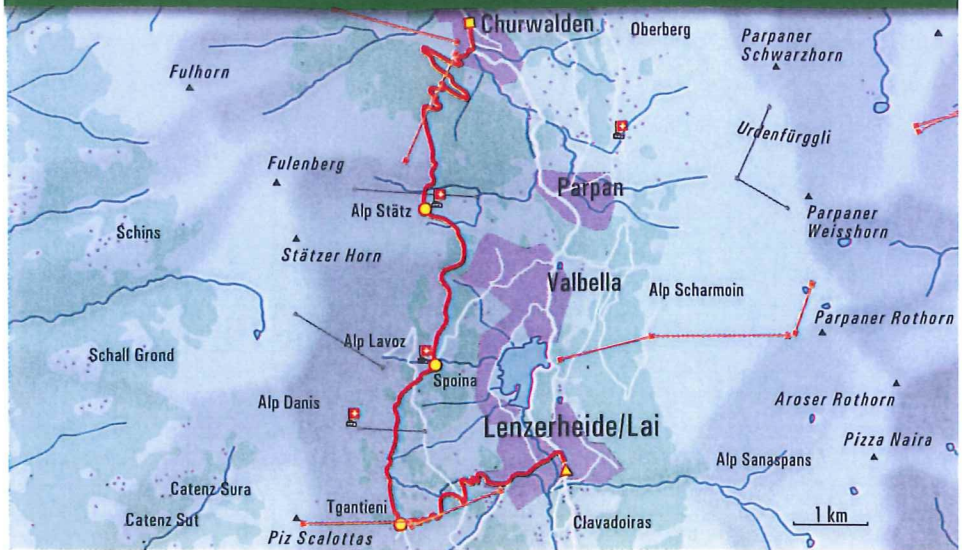 Churwalden
Oberberg
Parpaner
Schwarzhorn
Fulhorn
Urdenfürggli
Fulenberg
Parpan
Alp Stätz
Parpaner
Weisshorn
Schins
Stätzer Horn
Valbella
Alp Scharmoin
Parpaner Rothorn
Alp Lavoz
Schall Grond
Spoina
Aroser Rothorn
Alp Danis
Lenzerheide/Lai
Pizza Naira
Alp Sanaspans
Catenz Sura
Tgantieni
Catenz Sut
Clavadoiras
1 km
Piz Scalottas